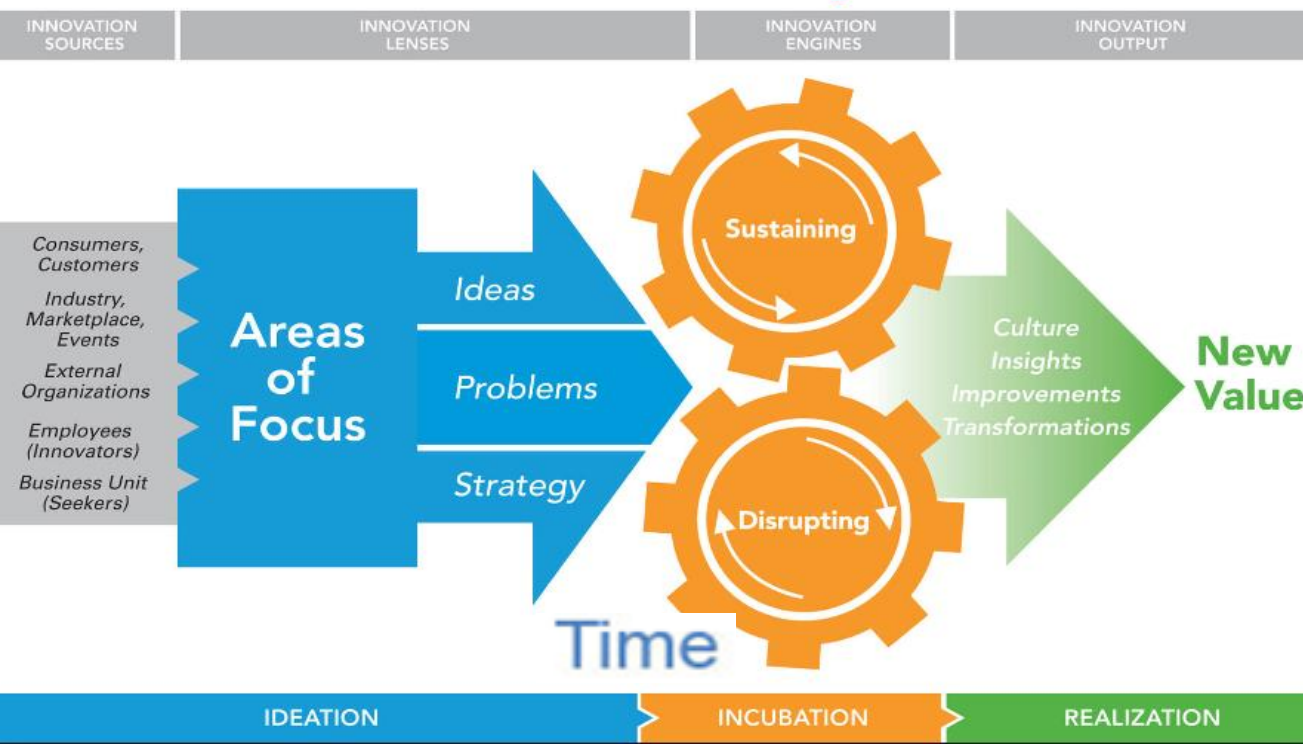 INNOVATION
SOURCES
INNOVATION
LENSES
INNOVATION
ENGINES
INNOVATION
OUTPUT
Consumers,
Customers
Industry,
Marketplace,
Events
External
Organizations
Employees
(Innovators)
Business Unit
(Seekers)
Areas
of
Focus
Ideas
Problems
Strategy
Sustaining
Disrupting
Culture
Insights
Improvements
Transformations
New
Value
Time
IDEATION
INCUBATION
REALIZATION